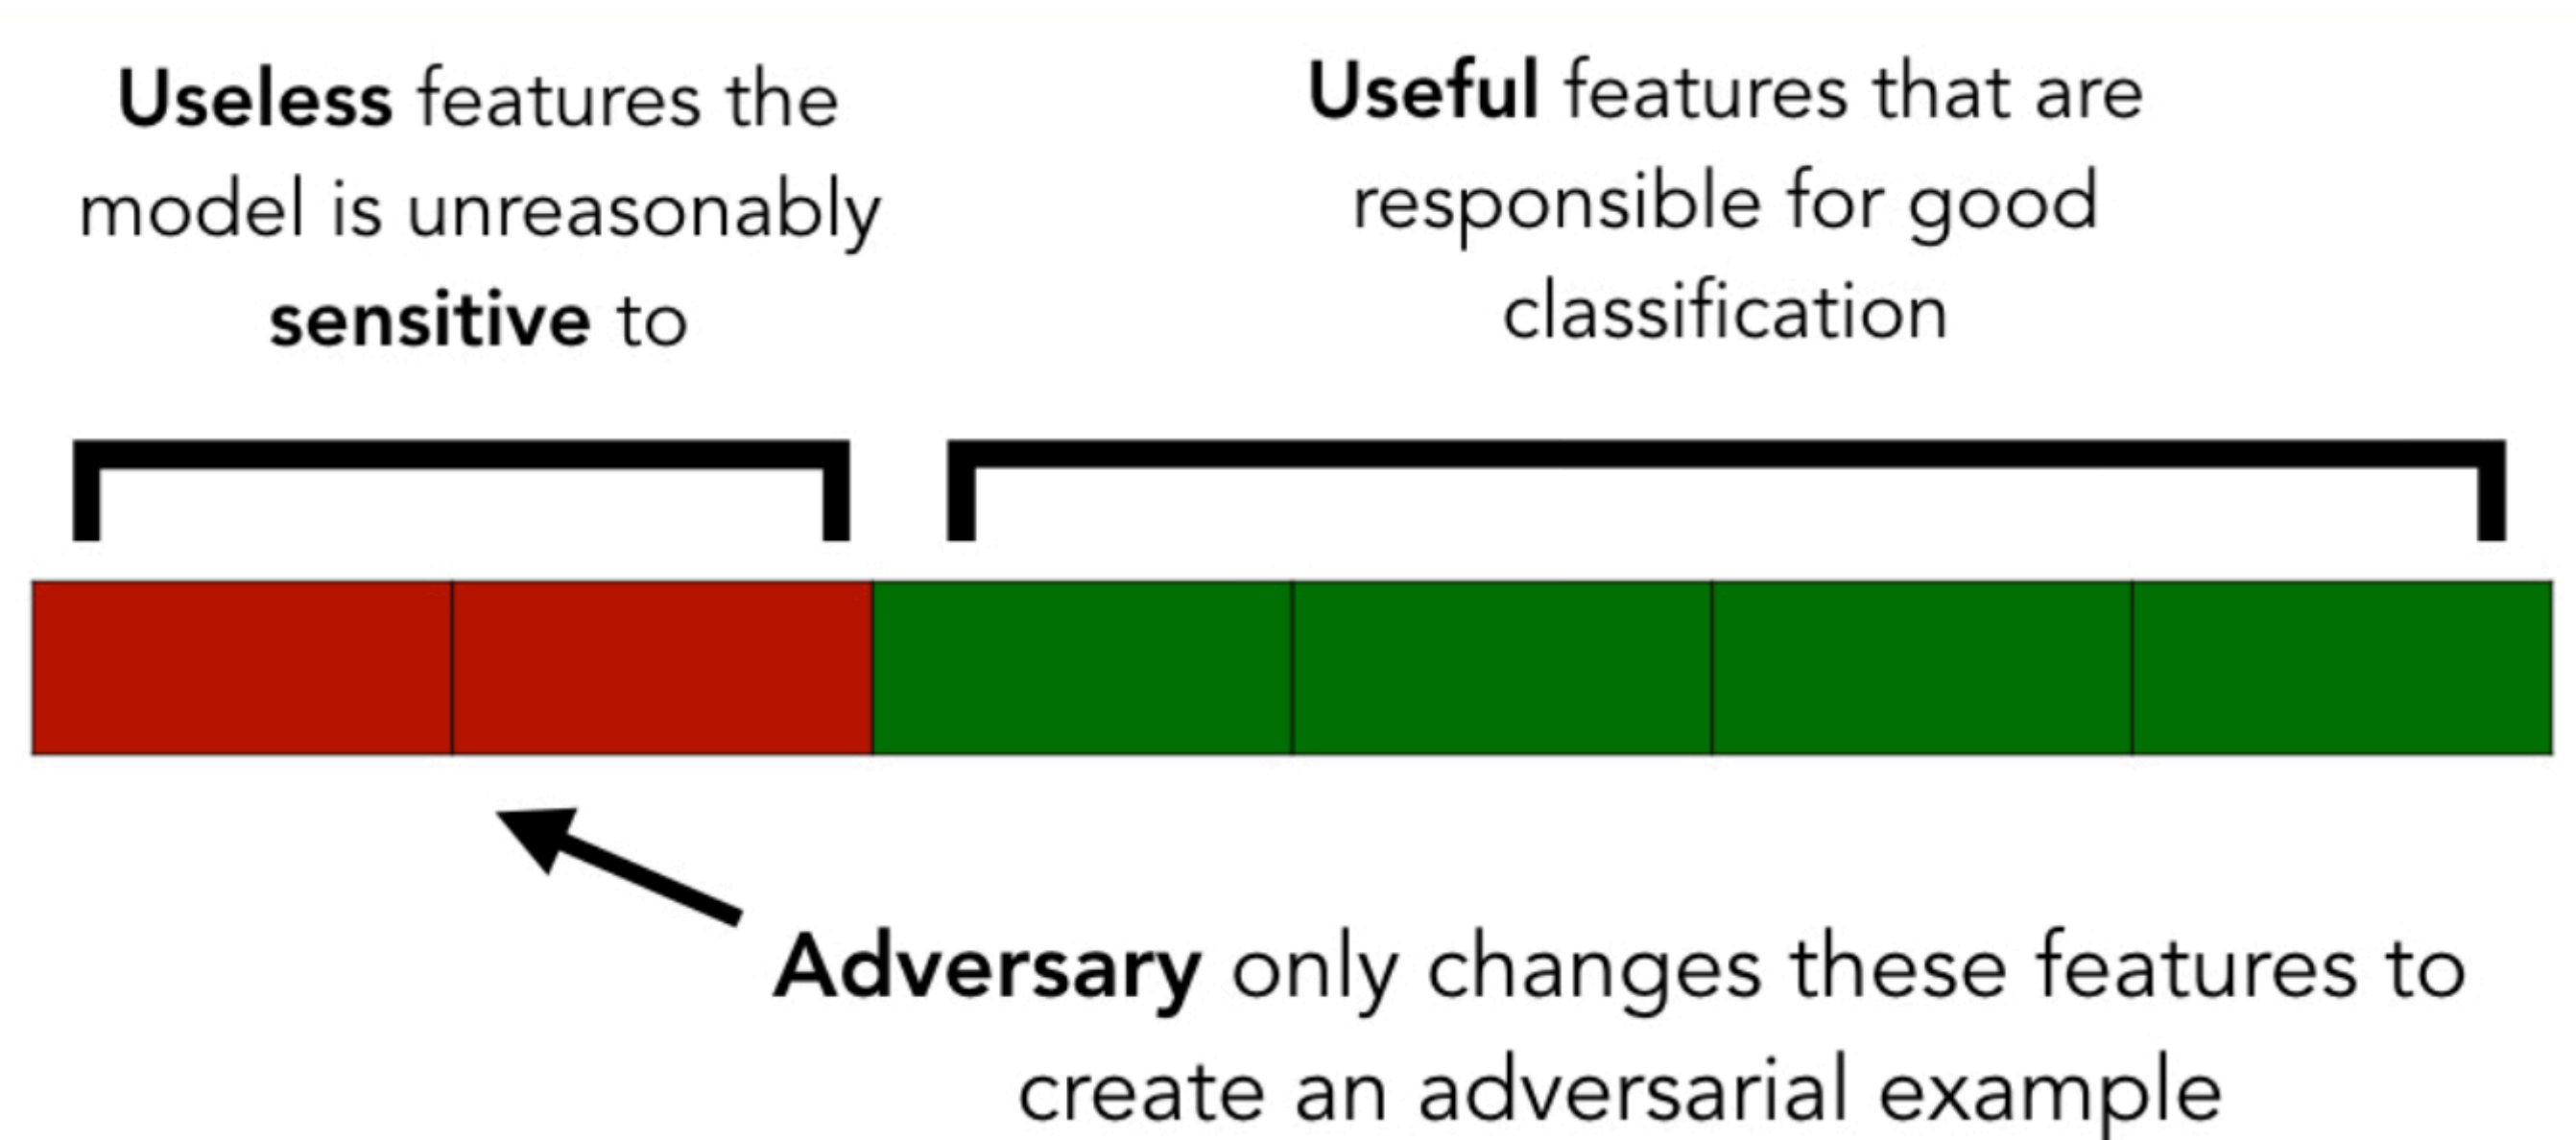 Useless features the
model is unreasonably
sensitive to
Useful features that are
responsible for good
classification
Adversary only changes these features to
create an adversarial example